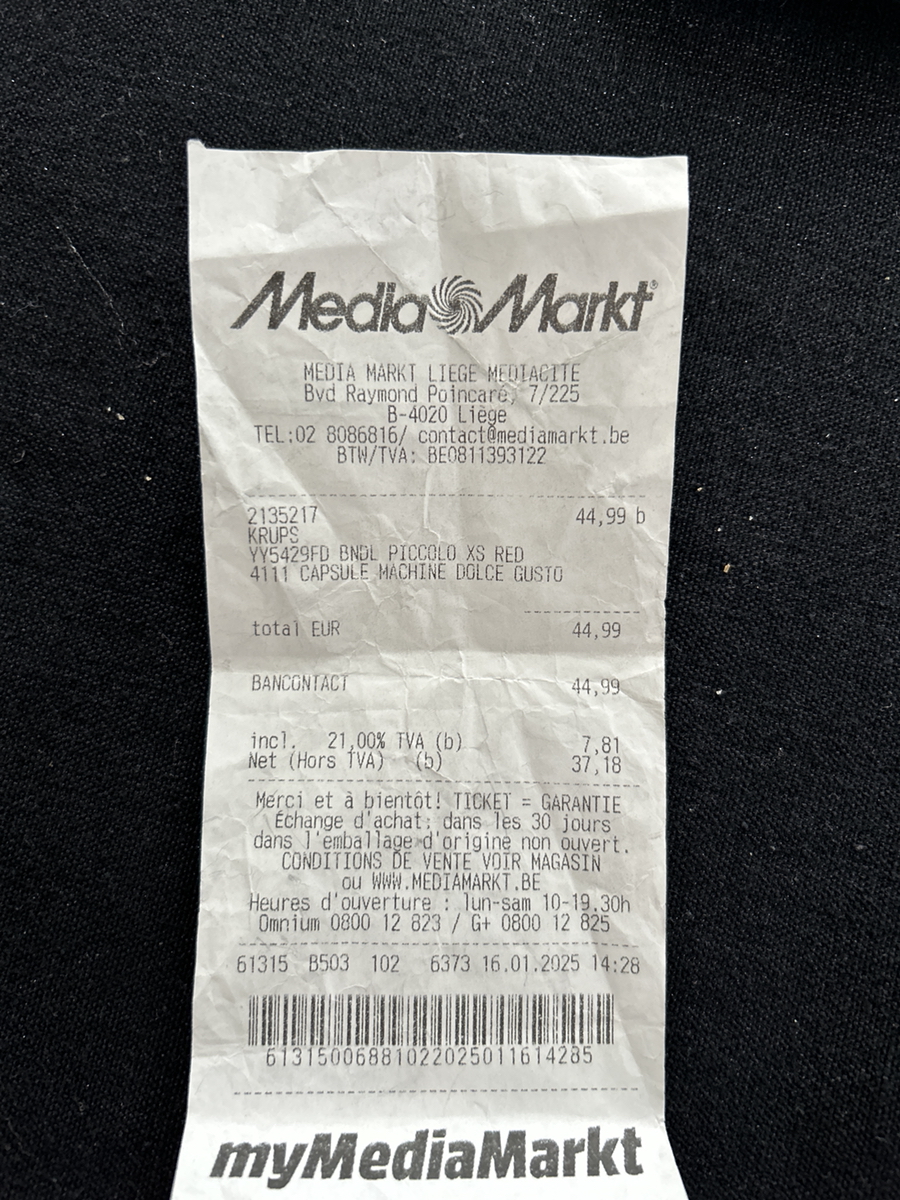 Media Markt®
MEDIA MARKT LIEGE MEDIACITE
Bvd Raymond Poincaré, 7/225
B-4020 Liège
TEL:02 8086816/ contact@mediamarkt.be
BTW/TVA: BE0811393122
2135217 44,99 b
KRUPS
YY5429FD BNDL PICCOLO XS RED
4111 CAPSULE MACHINE DOLCE GUSTO
total EUR 44,99
BANCONTACT 44,99
incl. 21,00% TVA (b) 7,81
Net (Hors TVA) (b) 37,18
Merci et à bientôt! TICKET = GARANTIE
Échange d'achat: dans les 30 jours
dans l'emballage d'origine non ouvert.
CONDITIONS DE VENTE VOIR MAGASIN
ou WWW.MEDIAMARKT.BE
Heures d'ouverture : lun-sam 10-19.30h
Omnium 0800 12 823 / G+ 0800 12 825
61315 B503 102 6373 16.01.2025 14:28
61315006881022025011614285
myMediaMarkt